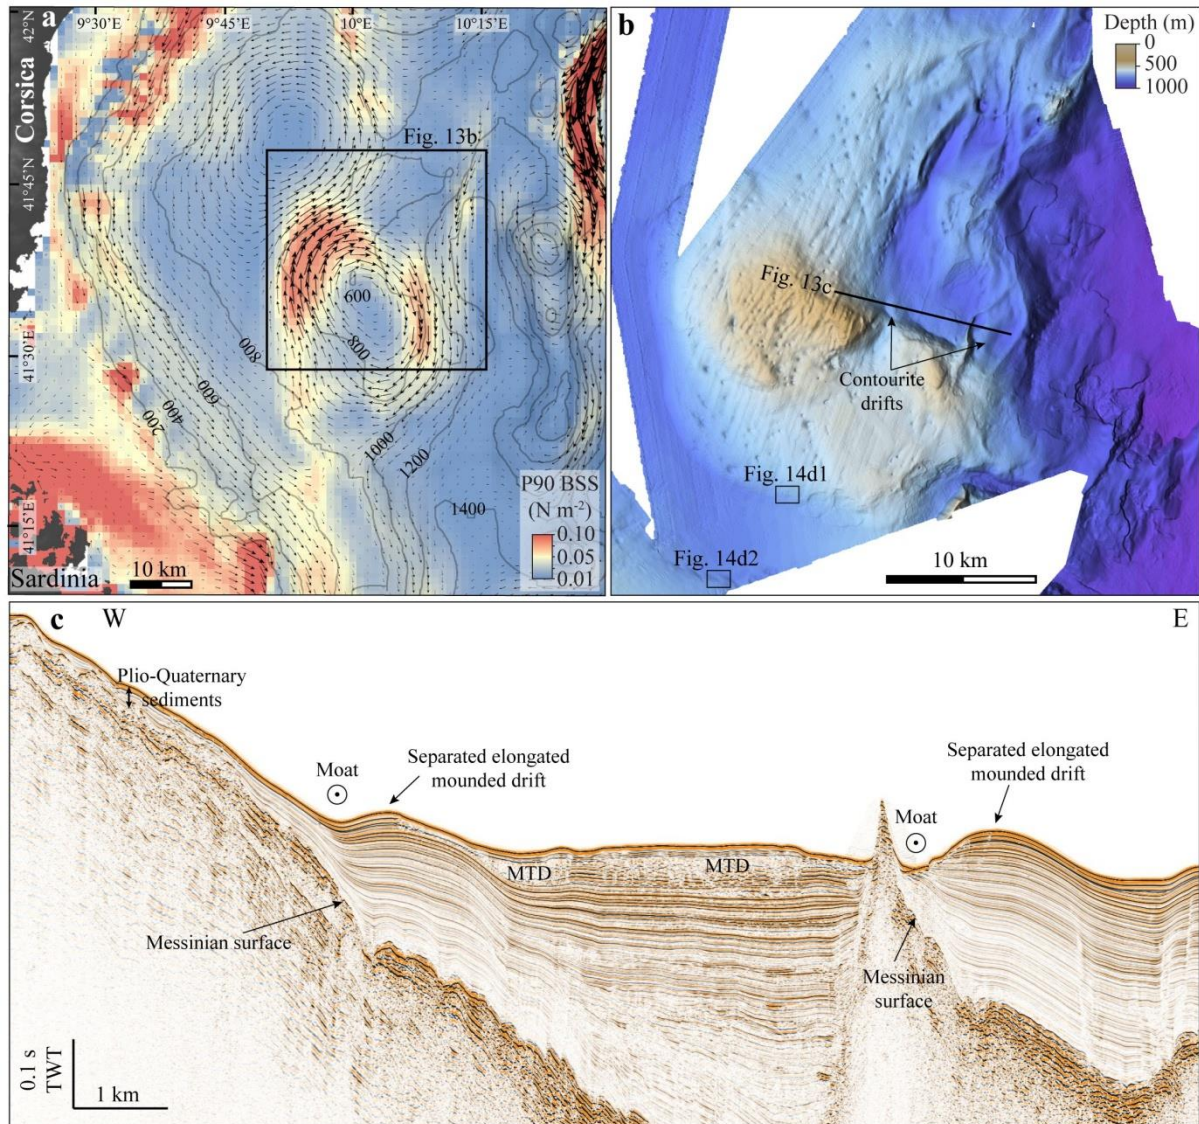 a
9°30'E
9°45'E
10°0'E
10°15'E
42°N
Corsica
Fig. 13b
41°45'N
600
800
800
41°30'N
600
400
200
1000
1200
1400
41°15'N
P90 BSS
(N m⁻²)
0.10
0.05
0.01
Sardinia
10 km
b
Depth (m)
0
500
1000
Fig. 13c
Contourite
drifts
Fig. 14d1
Fig. 14d2
10 km
c
W
E
Plio-Quaternary
sediments
Separated elongated
mounded drift
Moat
Separated elongated
mounded drift
Moat
MTD
MTD
Messinian surface
Messinian
surface
0.1 s
TWT
1 km